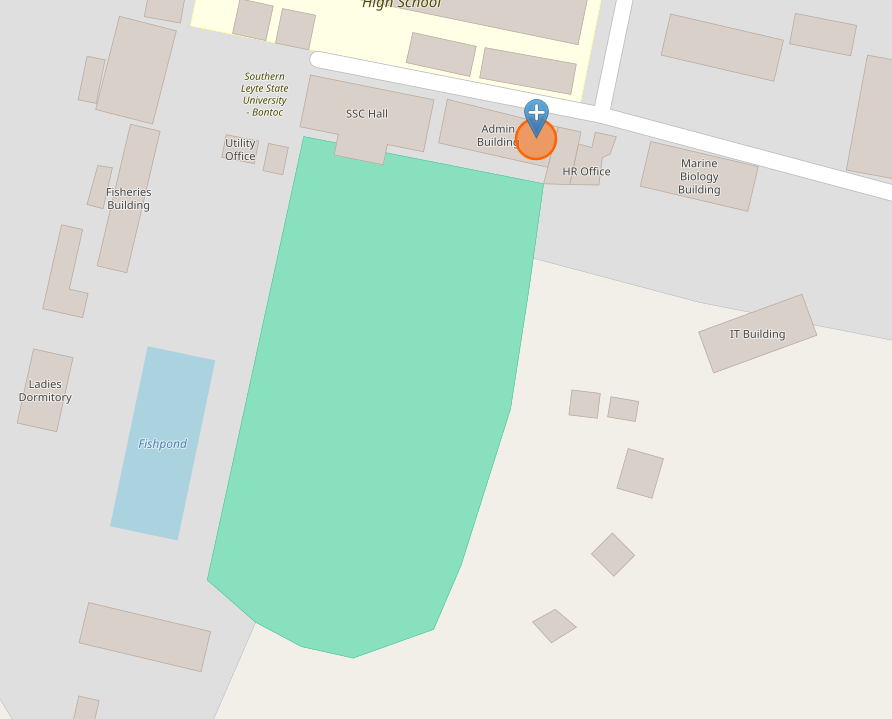 High School
Southern
Leyte State
University
- Bontoc
SSC Hall
Admin
Building
Utility
Office
HR Office
Marine
Biology
Building
Fisheries
Building
IT Building
Ladies
Dormitory
Fishpond